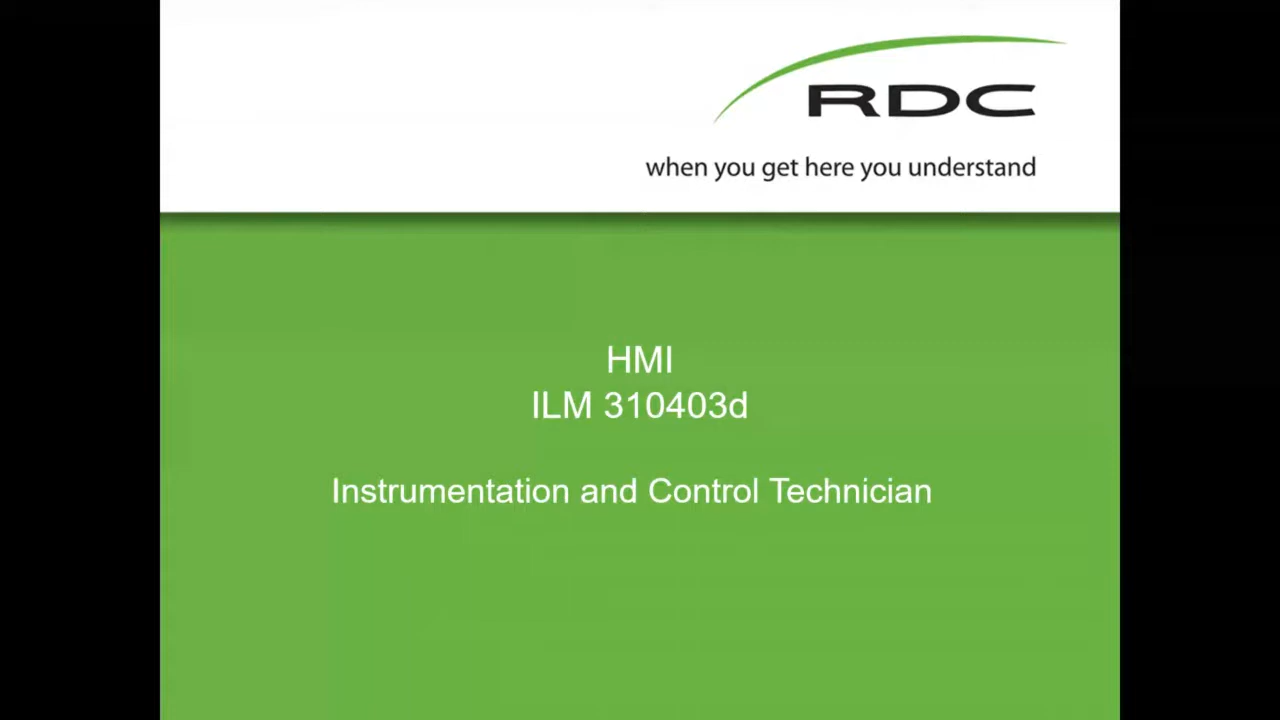 RDC
when you get here you understand
HMI
ILM 310403d
Instrumentation and Control Technician